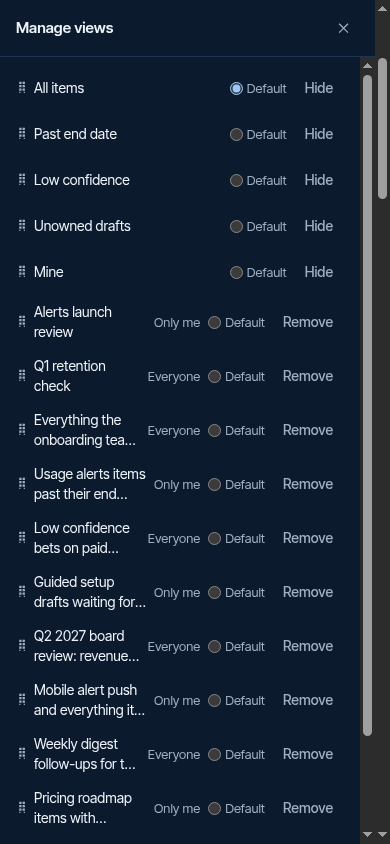 Manage views
All items Default Hide
Past end date Default Hide
Low confidence Default Hide
Unowned drafts Default Hide
Mine Default Hide
Alerts launch
review Only me Default Remove
Q1 retention
check Everyone Default Remove
Everything the
onboarding tea... Everyone Default Remove
Usage alerts items
past their end... Only me Default Remove
Low confidence
bets on paid... Everyone Default Remove
Guided setup
drafts waiting for... Only me Default Remove
Q2 2027 board
review: revenue... Everyone Default Remove
Mobile alert push
and everything it... Only me Default Remove
Weekly digest
follow-ups for t... Everyone Default Remove
Pricing roadmap
items with... Only me Default Remove